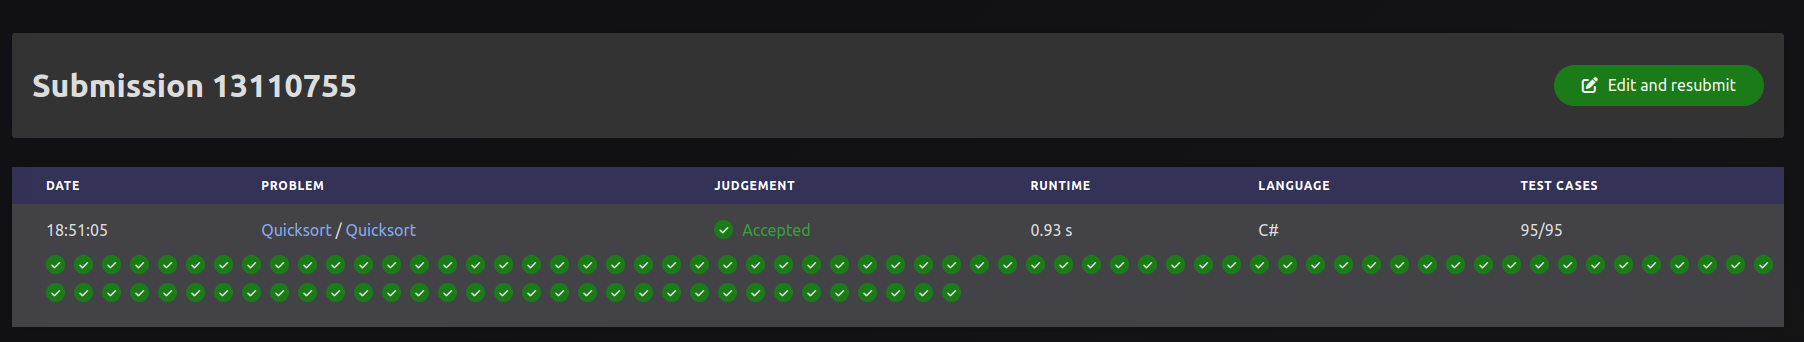 Submission 13110755
Edit and resubmit
DATE PROBLEM JUDGEMENT RUNTIME LANGUAGE TEST CASES
18:51:05 Quicksort / Quicksort Accepted 0.93 s C# 95/95